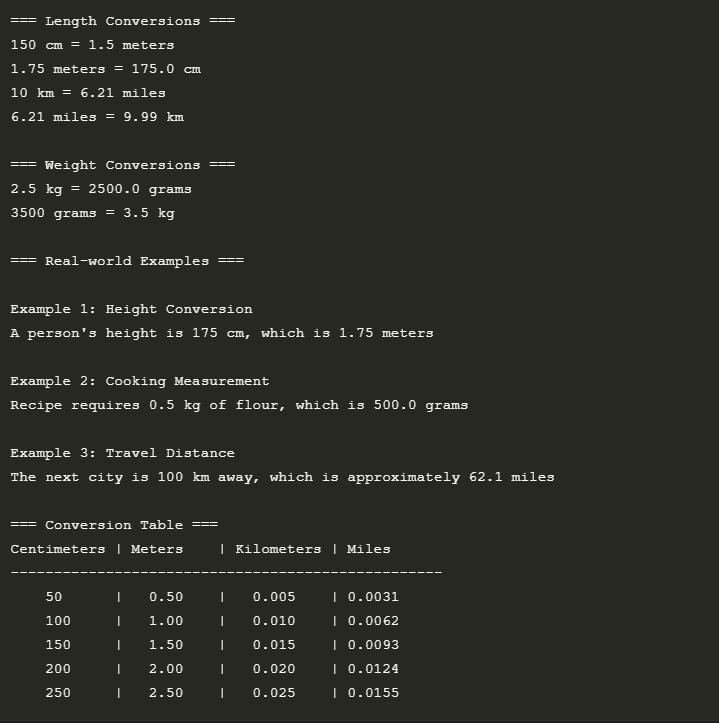 === Length Conversions ===
150 cm = 1.5 meters
1.75 meters = 175.0 cm
10 km = 6.21 miles
6.21 miles = 9.99 km
=== Weight Conversions ===
2.5 kg = 2500.0 grams
3500 grams = 3.5 kg
=== Real-world Examples ===
Example 1: Height Conversion
A person's height is 175 cm, which is 1.75 meters
Example 2: Cooking Measurement
Recipe requires 0.5 kg of flour, which is 500.0 grams
Example 3: Travel Distance
The next city is 100 km away, which is approximately 62.1 miles
=== Conversion Table ===
Centimeters | Meters    | Kilometers | Miles
--------------------------------------------------
    50      |   0.50    |   0.005    | 0.0031
    100     |   1.00    |   0.010    | 0.0062
    150     |   1.50    |   0.015    | 0.0093
    200     |   2.00    |   0.020    | 0.0124
    250     |   2.50    |   0.025    | 0.0155